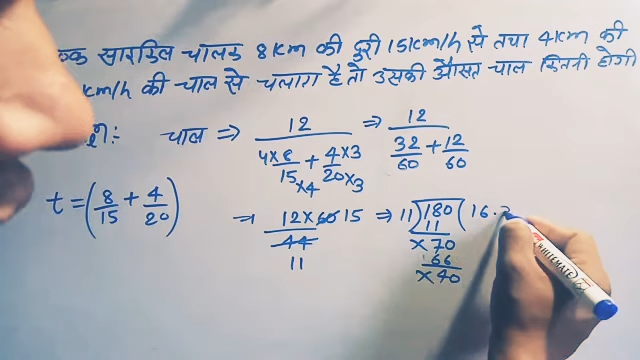 साइकिल चालक 8km की दुरी 15km/h से तथा 4km की
km/h की चाल से चलाता है तो उसकी औसत चाल कितनी होगी
चाल ⇒ 12 / (4×8/15×4 + 4×3/20×3) ⇒ 12 / (32/60 + 12/60)
t = (8/15 + 4/20)
⇒ 12×60 15 / 44 11 ⇒ 11) 180 (16.
11
×70
66
×40
WHITEMATE